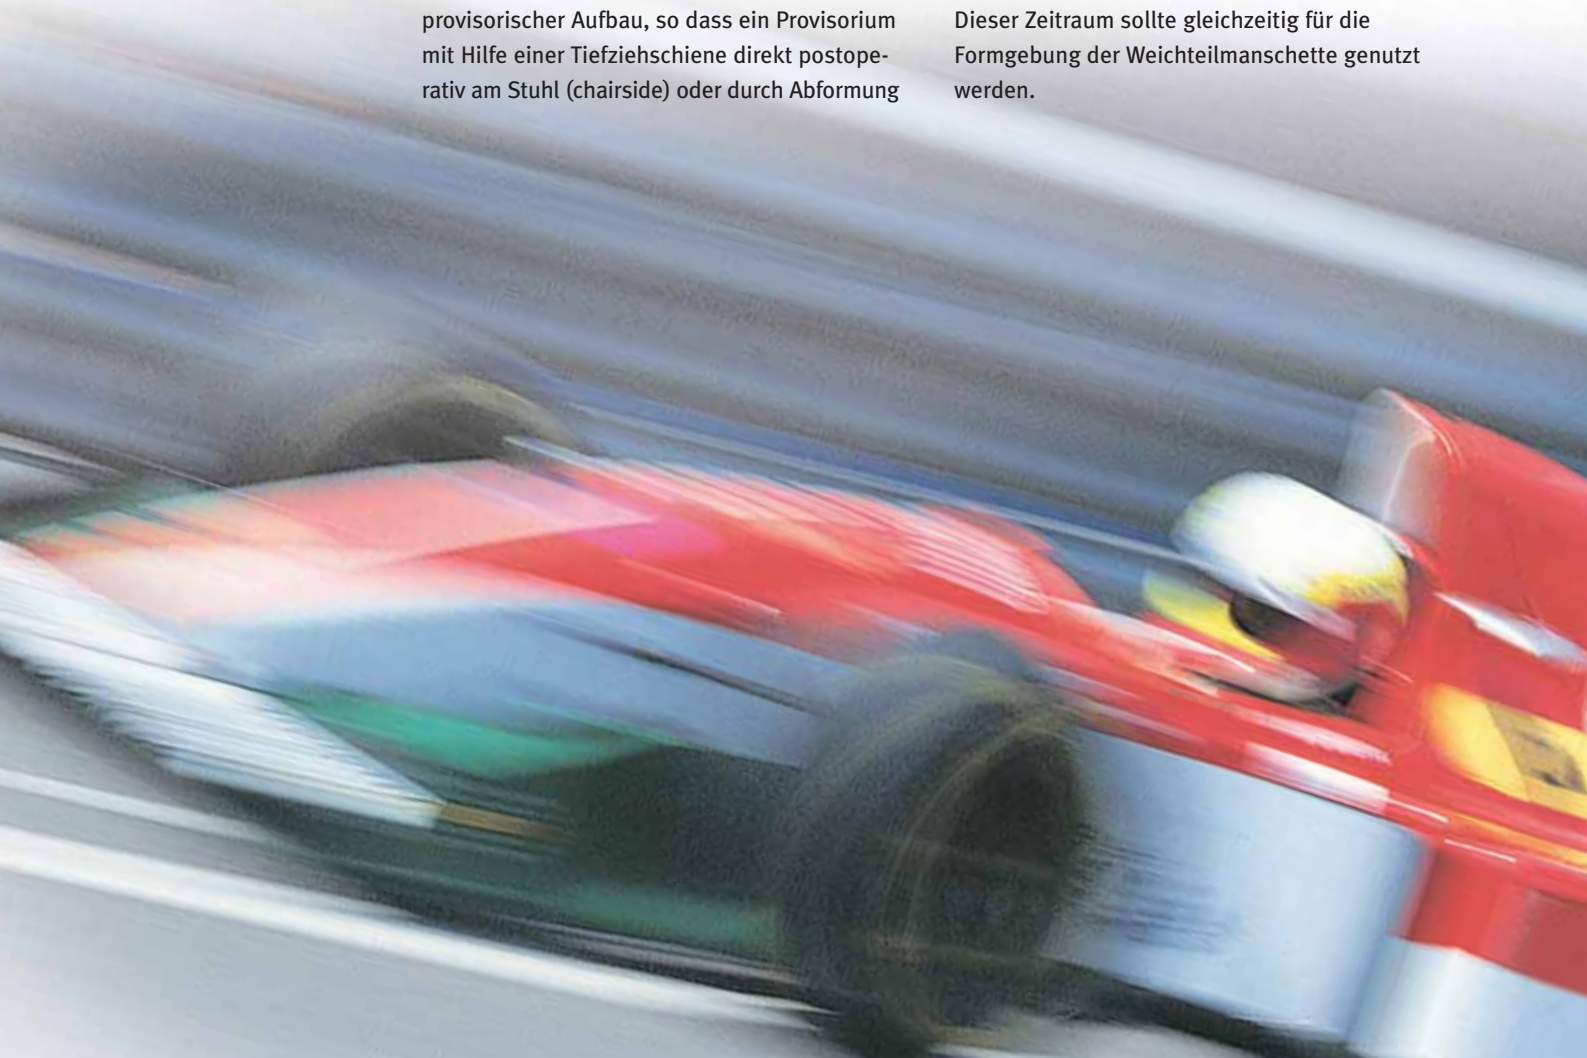 provisorischer Aufbau, so dass ein Provisorium
mit Hilfe einer Tiefziehschiene direkt postope-
rativ am Stuhl (chairside) oder durch Abformung
Dieser Zeitraum sollte gleichzeitig für die
Formgebung der Weichteilmanschette genutzt
werden.